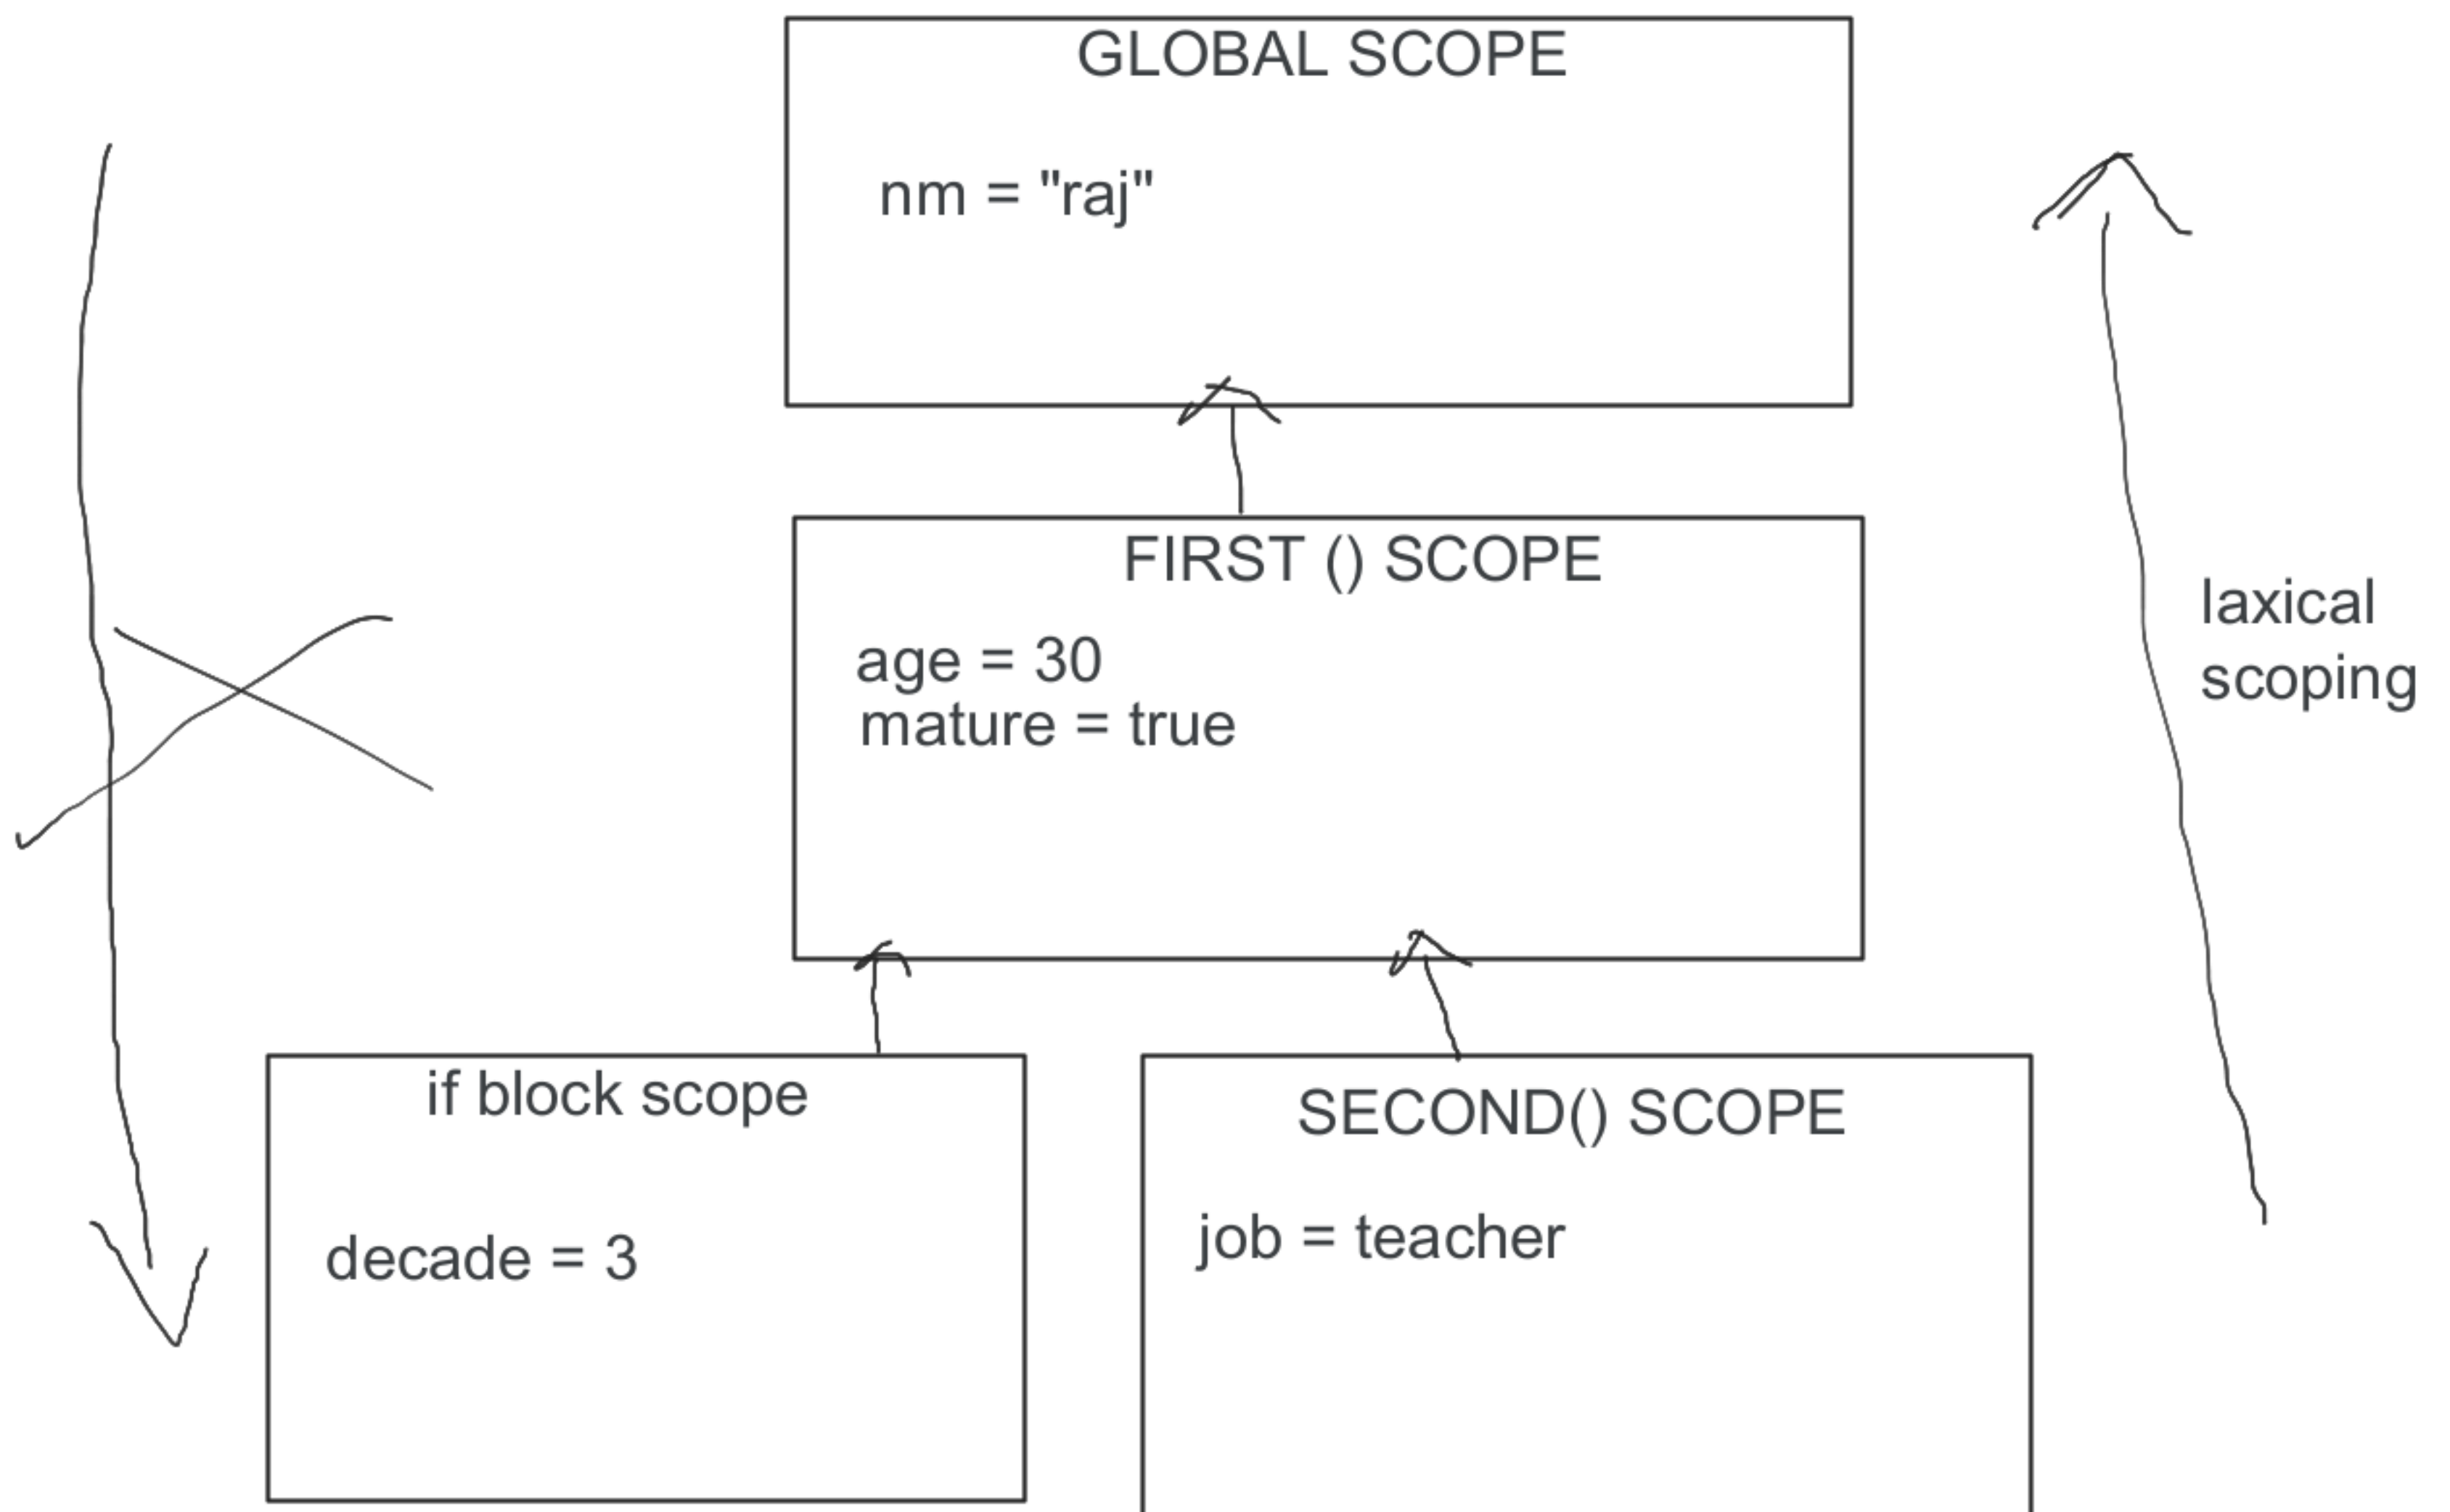 GLOBAL SCOPE
nm = "raj"
FIRST () SCOPE
age = 30
mature = true
laxical
scoping
if block scope
decade = 3
SECOND() SCOPE
job = teacher